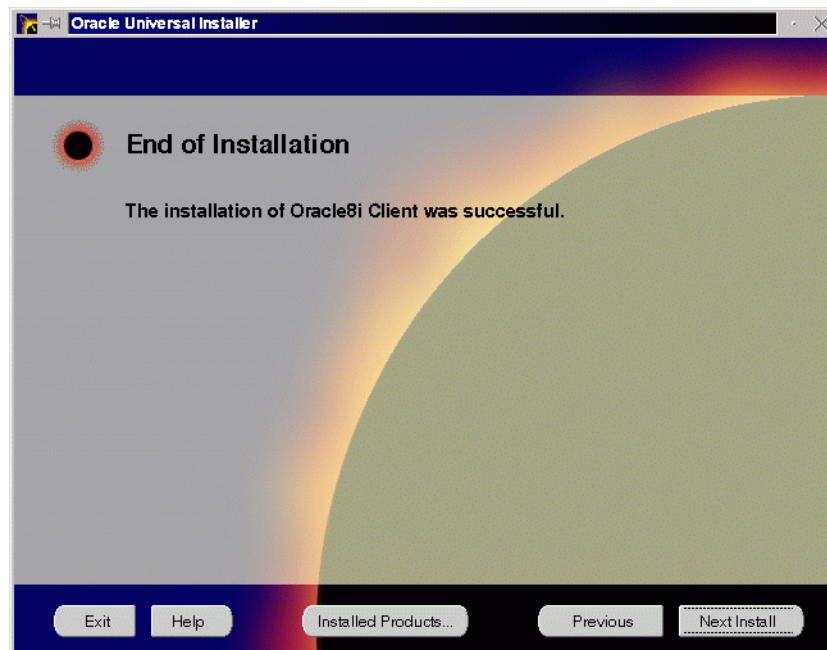 Oracle Universal Installer
End of Installation
The installation of Oracle8i Client was successful.
Exit
Help
Installed Products...
Previous
Next Install